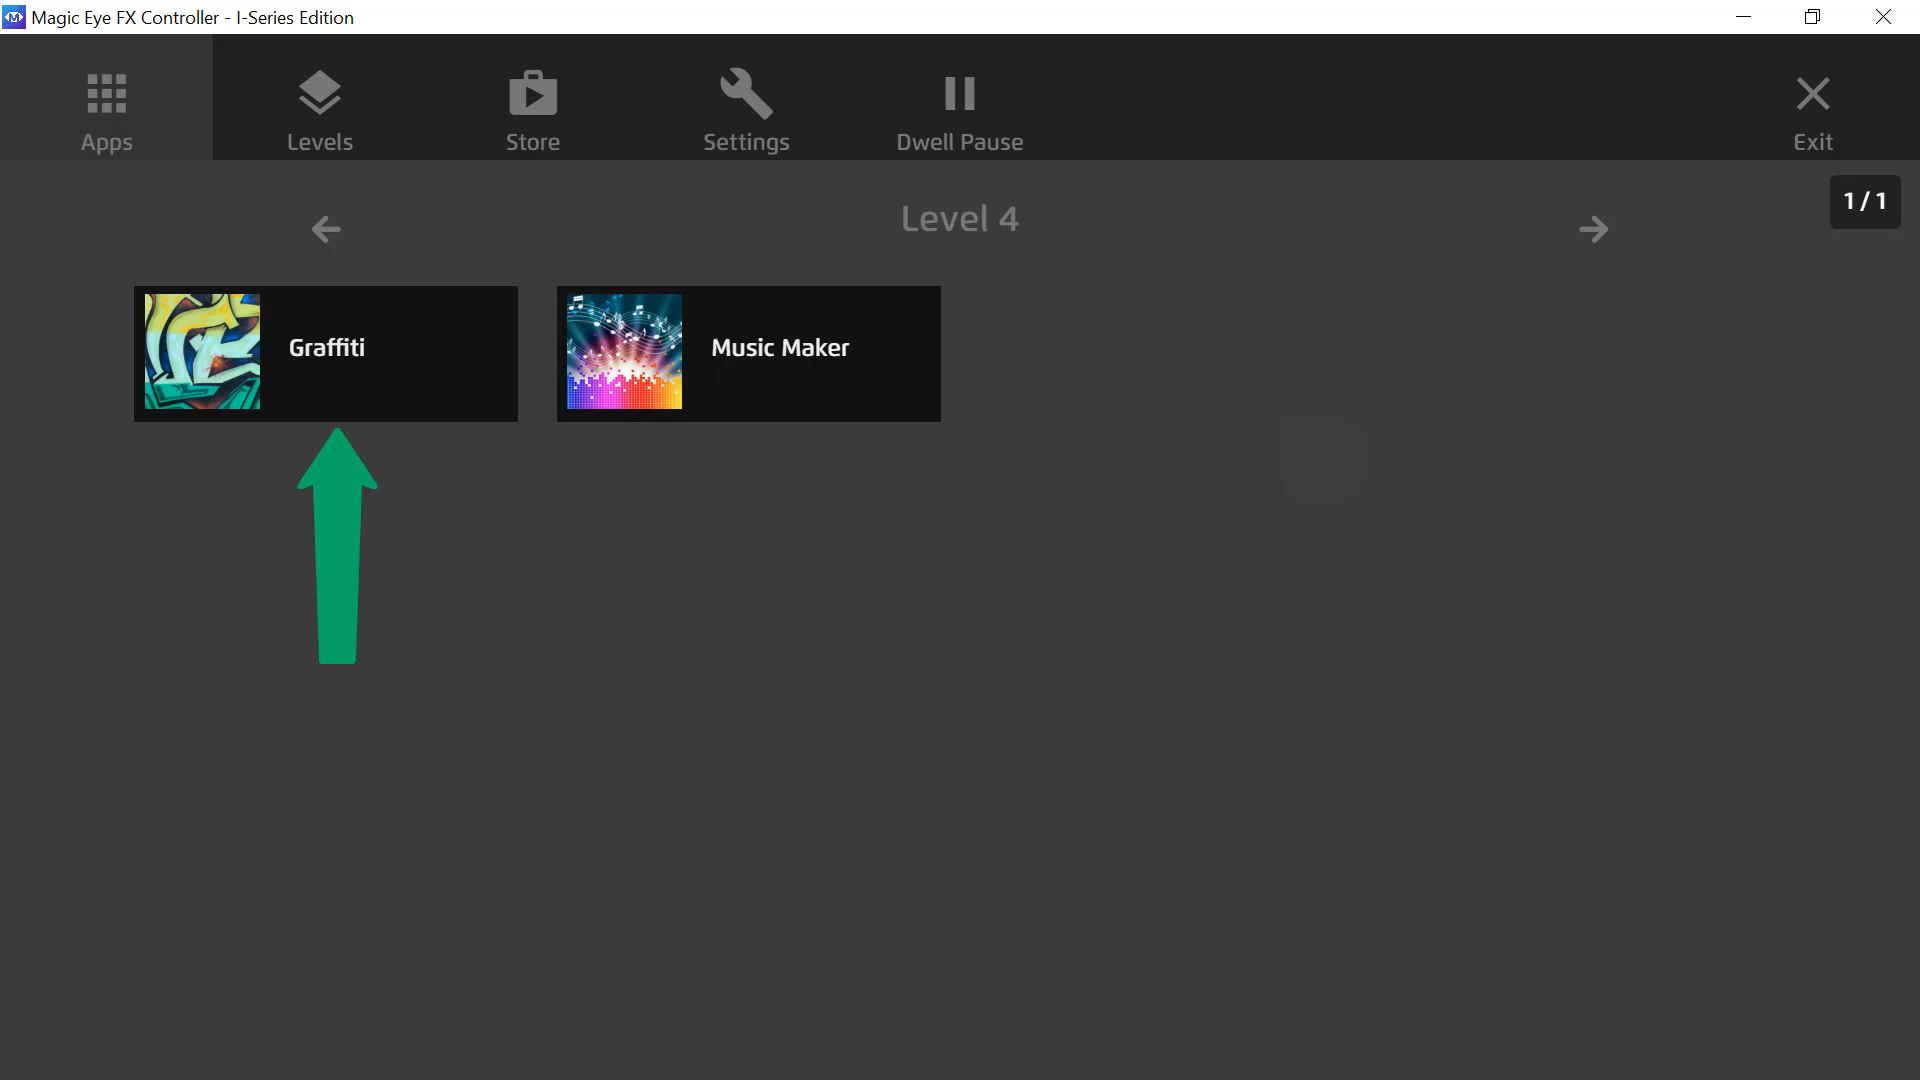 Magic Eye FX Controller - I-Series Edition
Apps
Levels
Store
Settings
Dwell Pause
Exit
1 / 1
Level 4
Graffiti
Music Maker